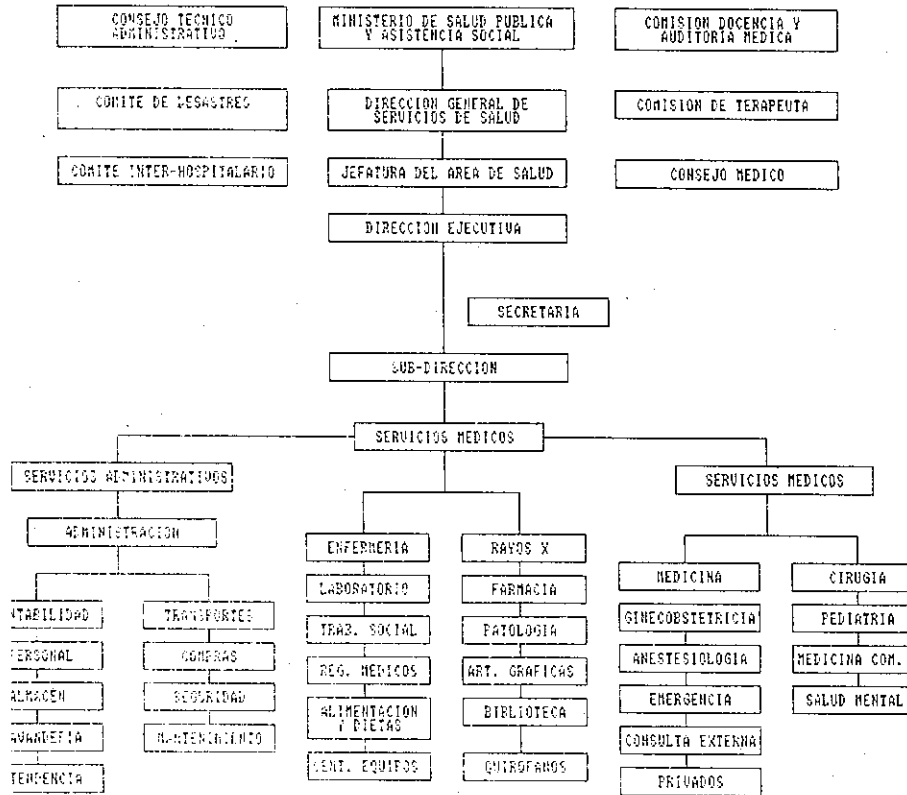 CONSEJO TECNICO
ADMINISTRATIVO
MINISTERIO DE SALUD PUBLICA
Y ASISTENCIA SOCIAL
COMISION DOCENCIA Y
AUDITORIA MEDICA
COMITE DE DESASTRES
DIRECCION GENERAL DE
SERVICIOS DE SALUD
COMISION DE TERAPEUTA
COMITE INTER-HOSPITALARIO
JEFATURA DEL AREA DE SALUD
CONSEJO MEDICO
DIRECCION EJECUTIVA
SECRETARIA
SUB-DIRECCION
SERVICIOS MEDICOS
SERVICIOS ADMINISTRATIVOS
SERVICIOS MEDICOS
ADMINISTRACION
ENFERMERIA
RAYOS X
MEDICINA
CIRUGIA
NTABILIDAD
TRANSPORTES
LABORATORIO
FARMACIA
GINECOBSTETRICIA
PEDIATRIA
PERSONAL
COMPRAS
TRAB. SOCIAL
PATOLOGIA
ANESTESIOLOGIA
MEDICINA COM.
ALMACEN
SEGURIDAD
REG. MEDICOS
ART. GRAFICAS
EMERGENCIA
SALUD MENTAL
AVANDERIA
MANTENIMIENTO
ALIMENTACION
Y DIETAS
BIBLIOTECA
CONSULTA EXTERNA
TENDENCIA
CENT. EQUIPOS
QUIROFANOS
PRIVADOS